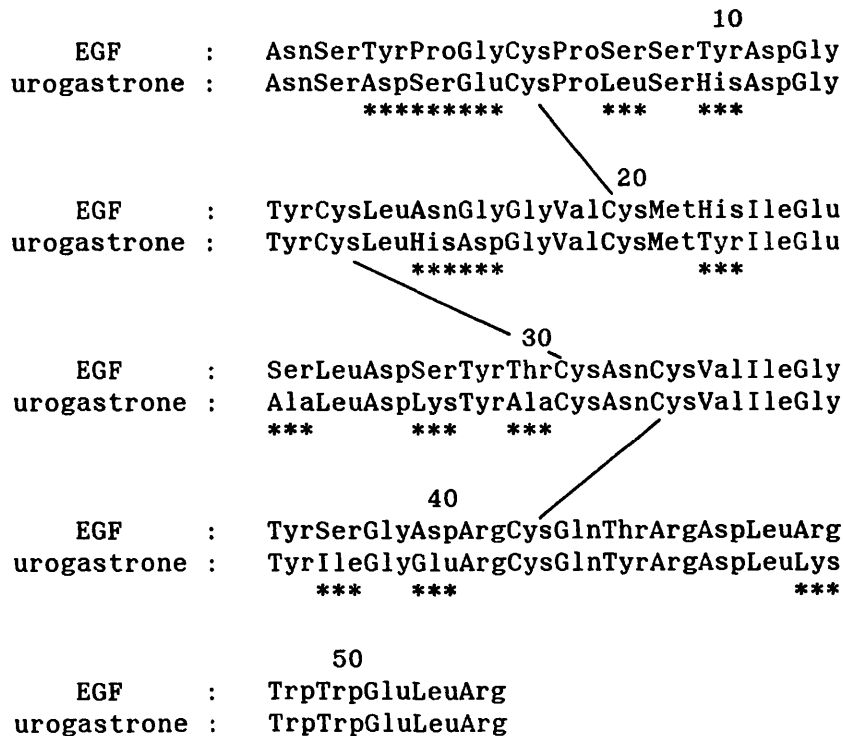 10
EGF : AsnSerTyrProGlyCysProSerSerTyrAspGly
urogastrone : AsnSerAspSerGluCysProLeuSerHisAspGly
********* *** ***
20
EGF : TyrCysLeuAsnGlyGlyValCysMetHisIleGlu
urogastrone : TyrCysLeuHisAspGlyValCysMetTyrIleGlu
****** ***
30
EGF : SerLeuAspSerTyrThrCysAsnCysValIleGly
urogastrone : AlaLeuAspLysTyrAlaCysAsnCysValIleGly
*** *** ***
40
EGF : TyrSerGlyAspArgCysGlnThrArgAspLeuArg
urogastrone : TyrIleGlyGluArgCysGlnTyrArgAspLeuLys
*** *** ***
50
EGF : TrpTrpGluLeuArg
urogastrone : TrpTrpGluLeuArg